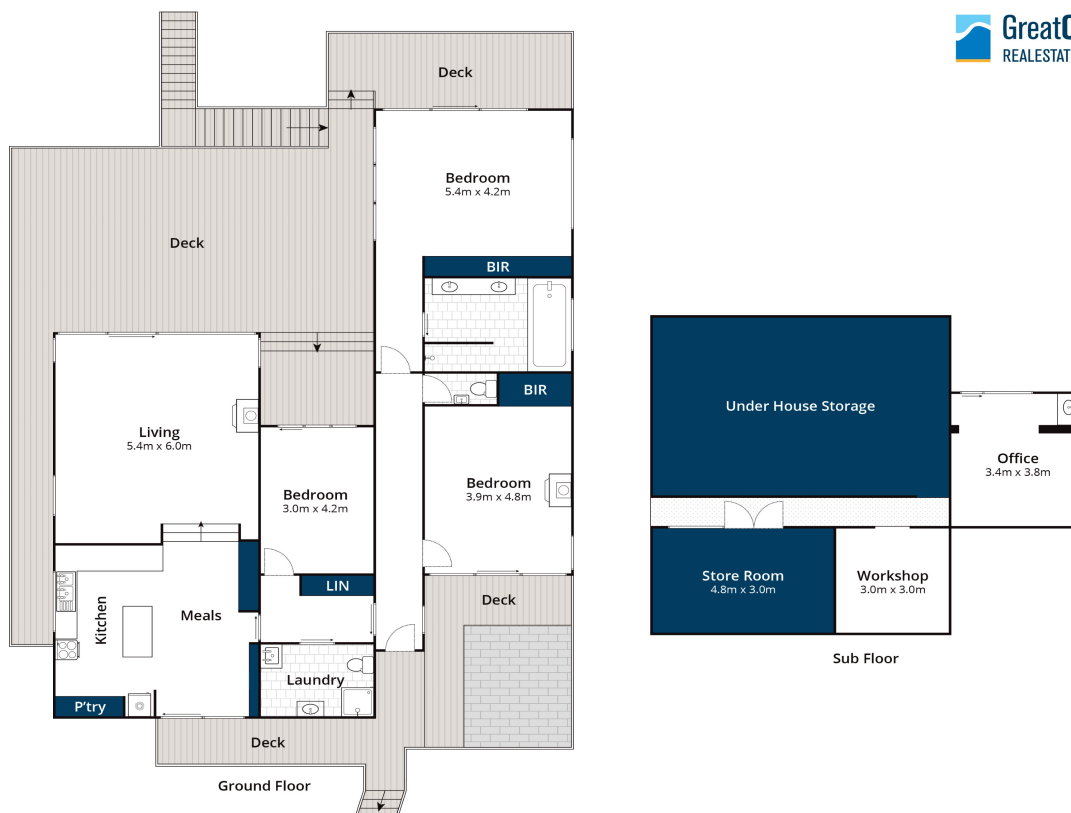 GreatC
REALESTAT
Deck
Bedroom
5.4m x 4.2m
Deck
BIR
BIR
Living
5.4m x 6.0m
Bedroom
3.0m x 4.2m
Bedroom
3.9m x 4.8m
LIN
Deck
Kitchen
Meals
Laundry
P'try
Deck
Ground Floor
Under House Storage
Office
3.4m x 3.8m
Store Room
4.8m x 3.0m
Workshop
3.0m x 3.0m
Sub Floor